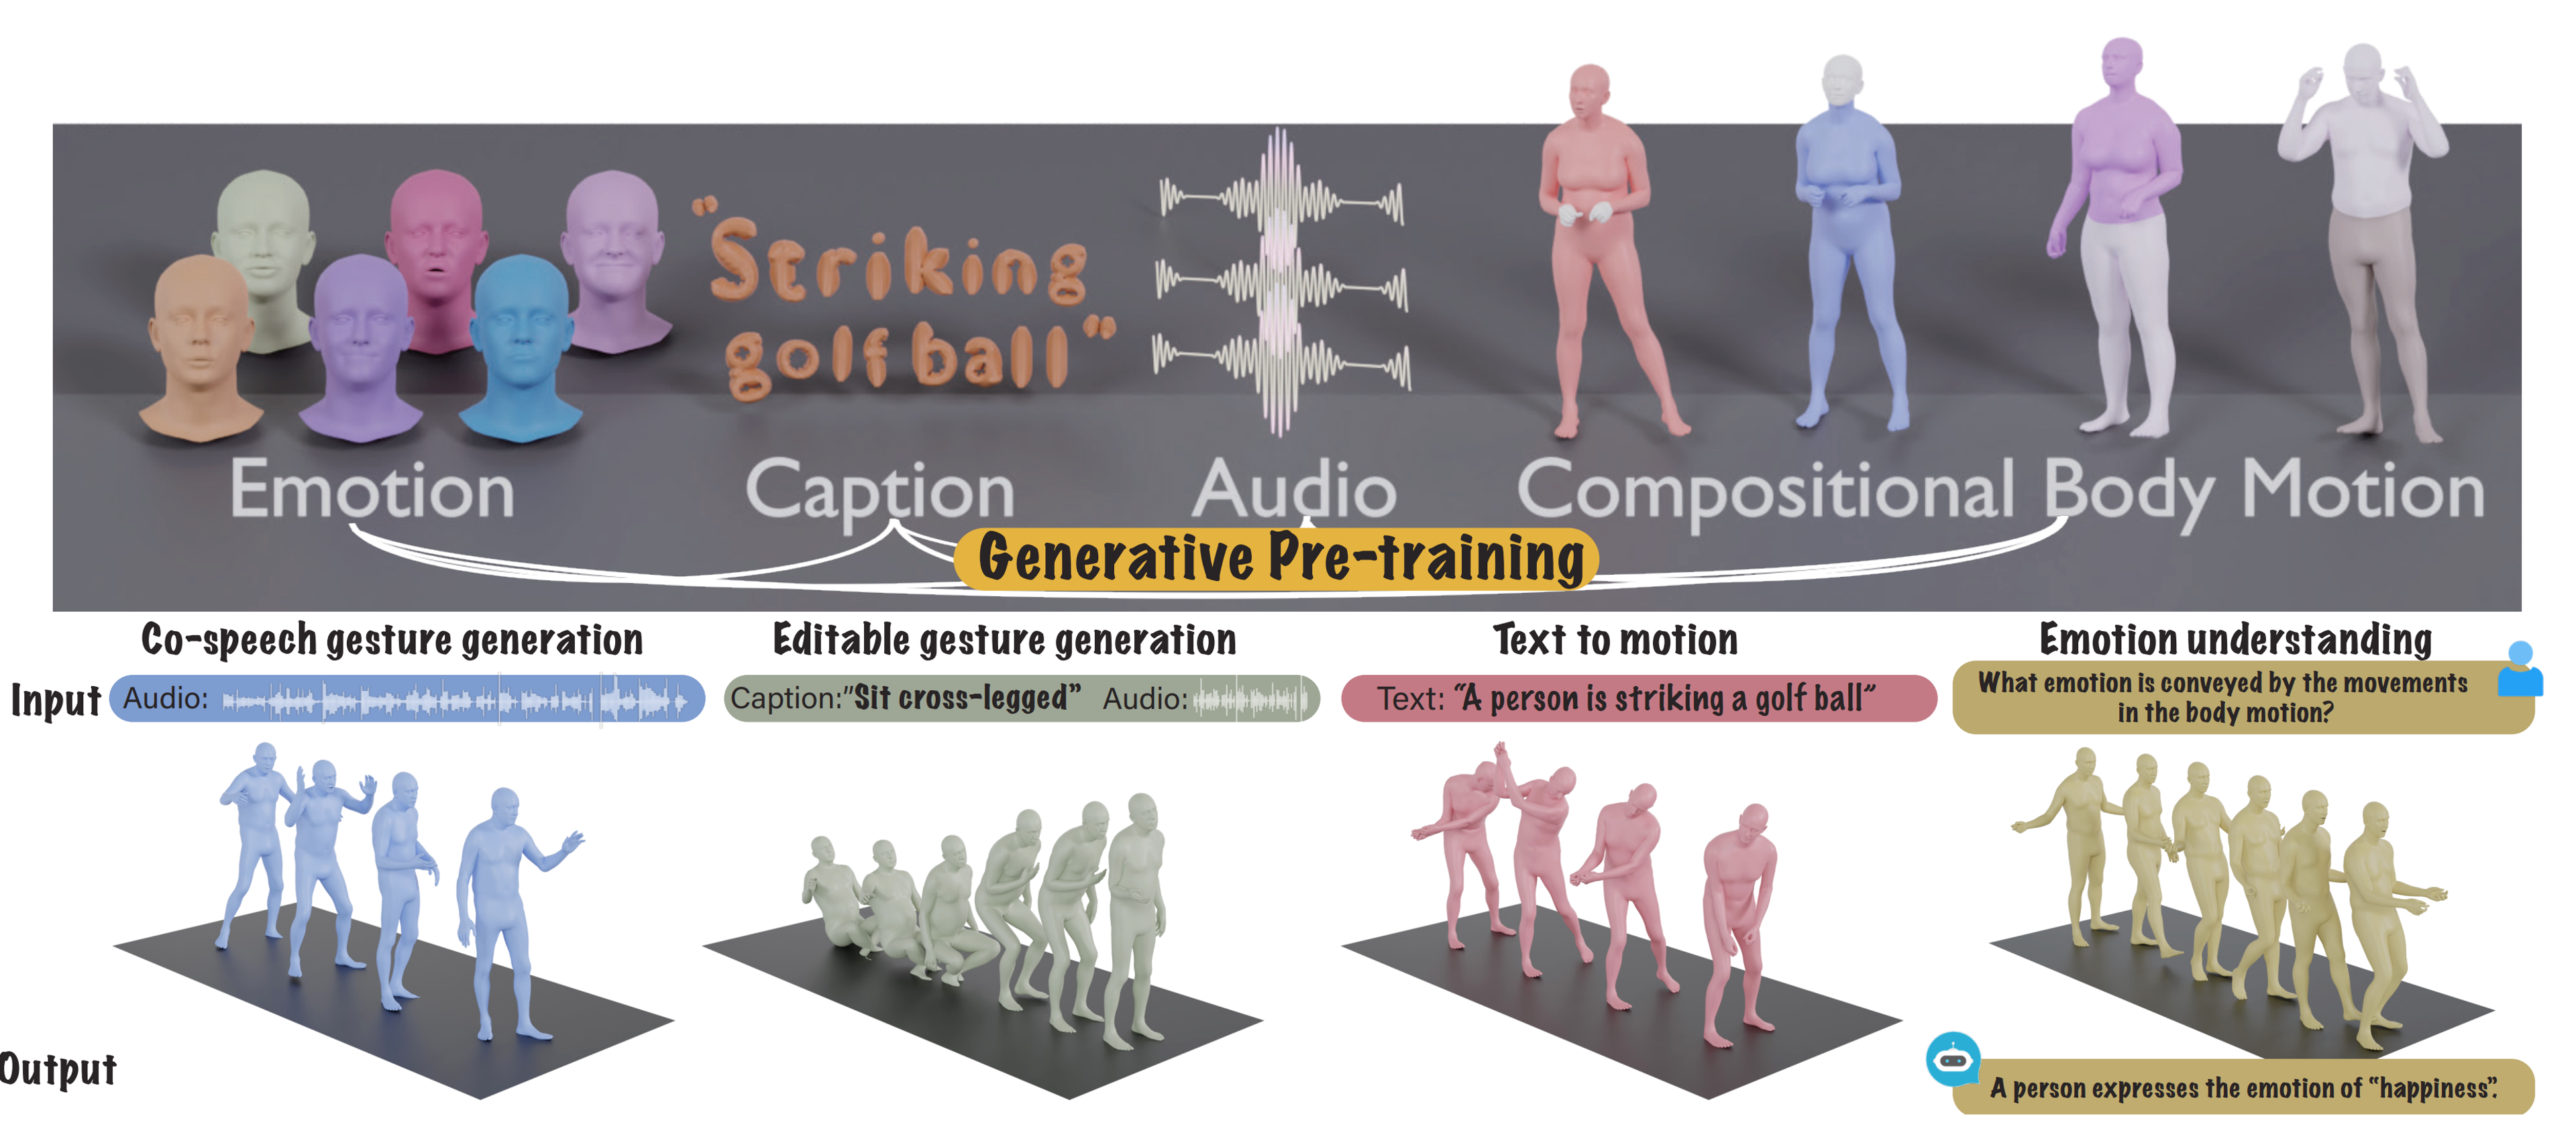 "Striking
golf ball"
Emotion
Caption
Audio
Compositional Body Motion
Generative Pre-training
Co-speech gesture generation
Editable gesture generation
Text to motion
Emotion understanding
Input
Audio:
Caption:"Sit cross-legged" Audio:
Text: "A person is striking a golf ball"
What emotion is conveyed by the movements
in the body motion?
Output
A person expresses the emotion of "happiness".